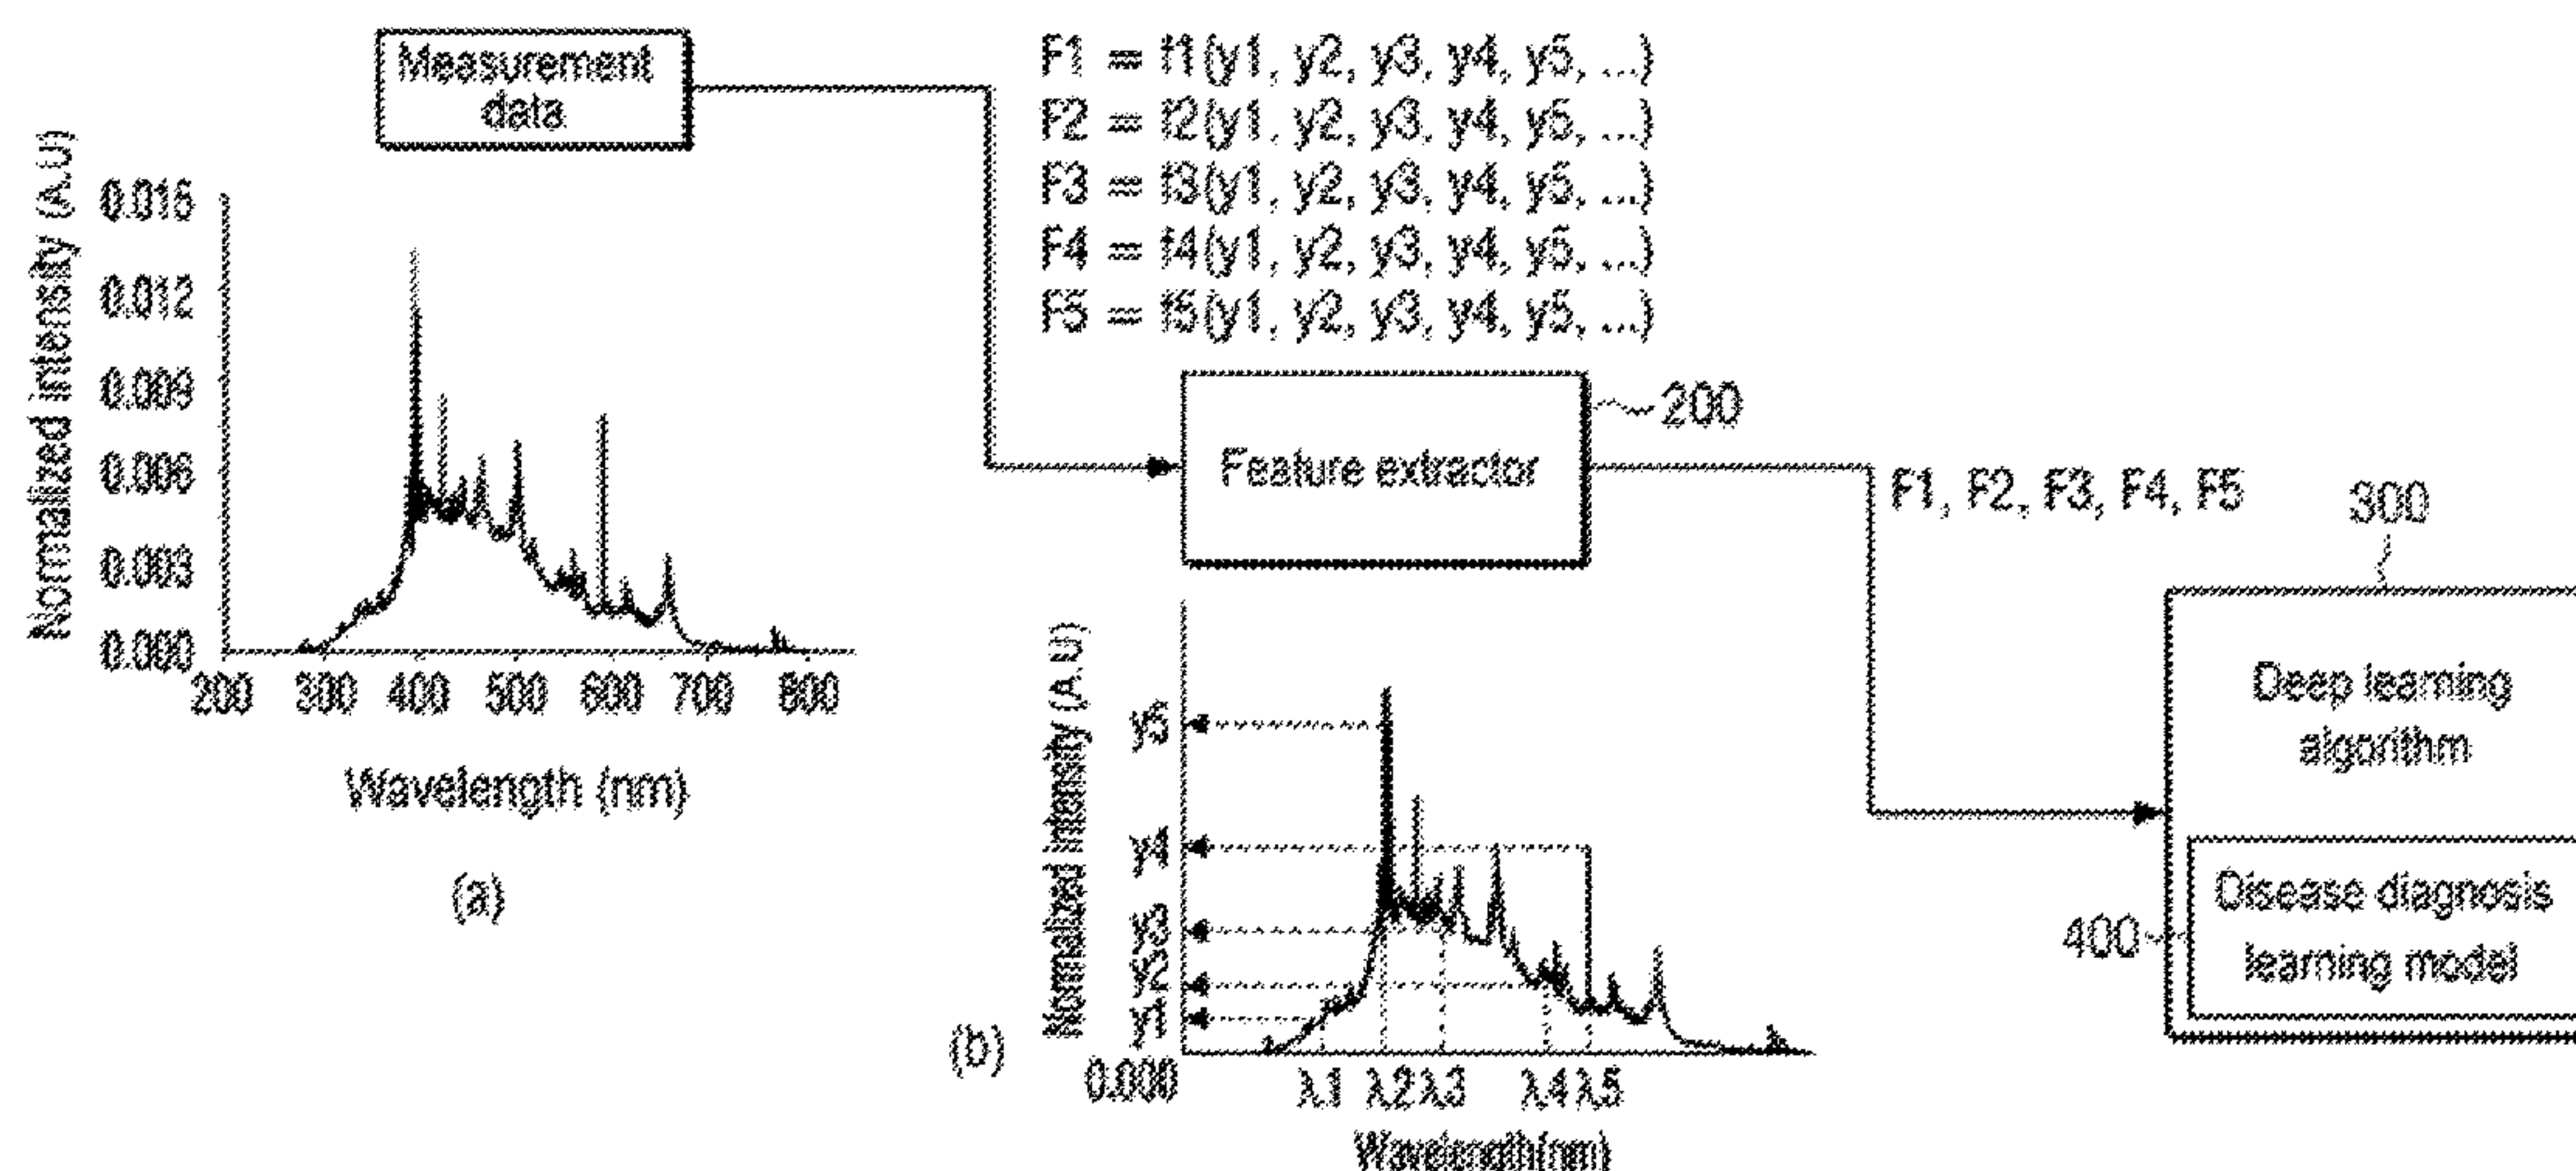 Measurement
data
Normalized intensity (A.U)
0.015
0.012
0.009
0.006
0.003
0.000
200 300 400 500 600 700 800
Wavelength (nm)
(a)
F1 = f1(y1, y2, y3, y4, y5, ...)
F2 = f2(y1, y2, y3, y4, y5, ...)
F3 = f3(y1, y2, y3, y4, y5, ...)
F4 = f4(y1, y2, y3, y4, y5, ...)
F5 = f5(y1, y2, y3, y4, y5, ...)
Feature extractor
200
F1, F2, F3, F4, F5
Normalized intensity (A.U)
y5
y4
y3
y2
y1
0.000
λ1 λ2 λ3 λ4 λ5
Wavelength(nm)
(b)
300
Deep learning
algorithm
400
Disease diagnosis
learning model